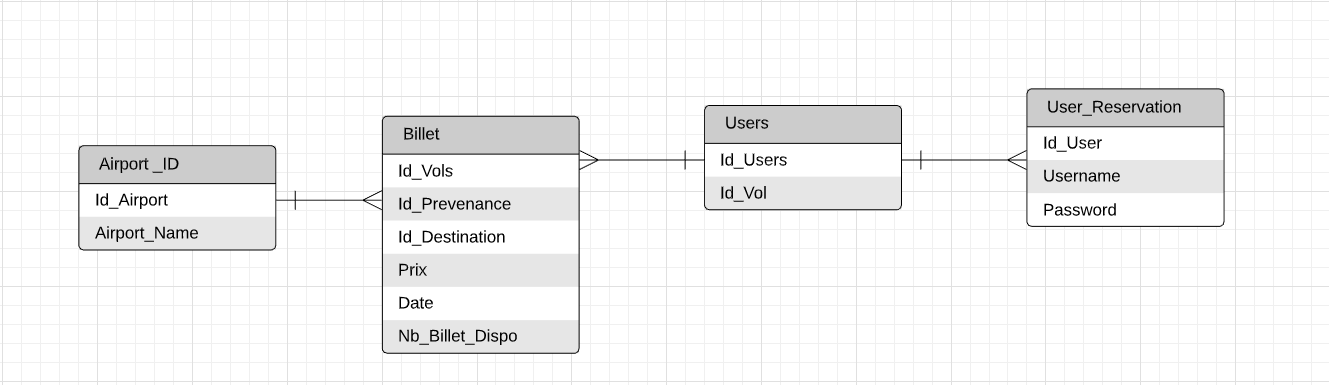 Airport _ID
Id_Airport
Airport_Name
Billet
Id_Vols
Id_Prevenance
Id_Destination
Prix
Date
Nb_Billet_Dispo
Users
Id_Users
Id_Vol
User_Reservation
Id_User
Username
Password